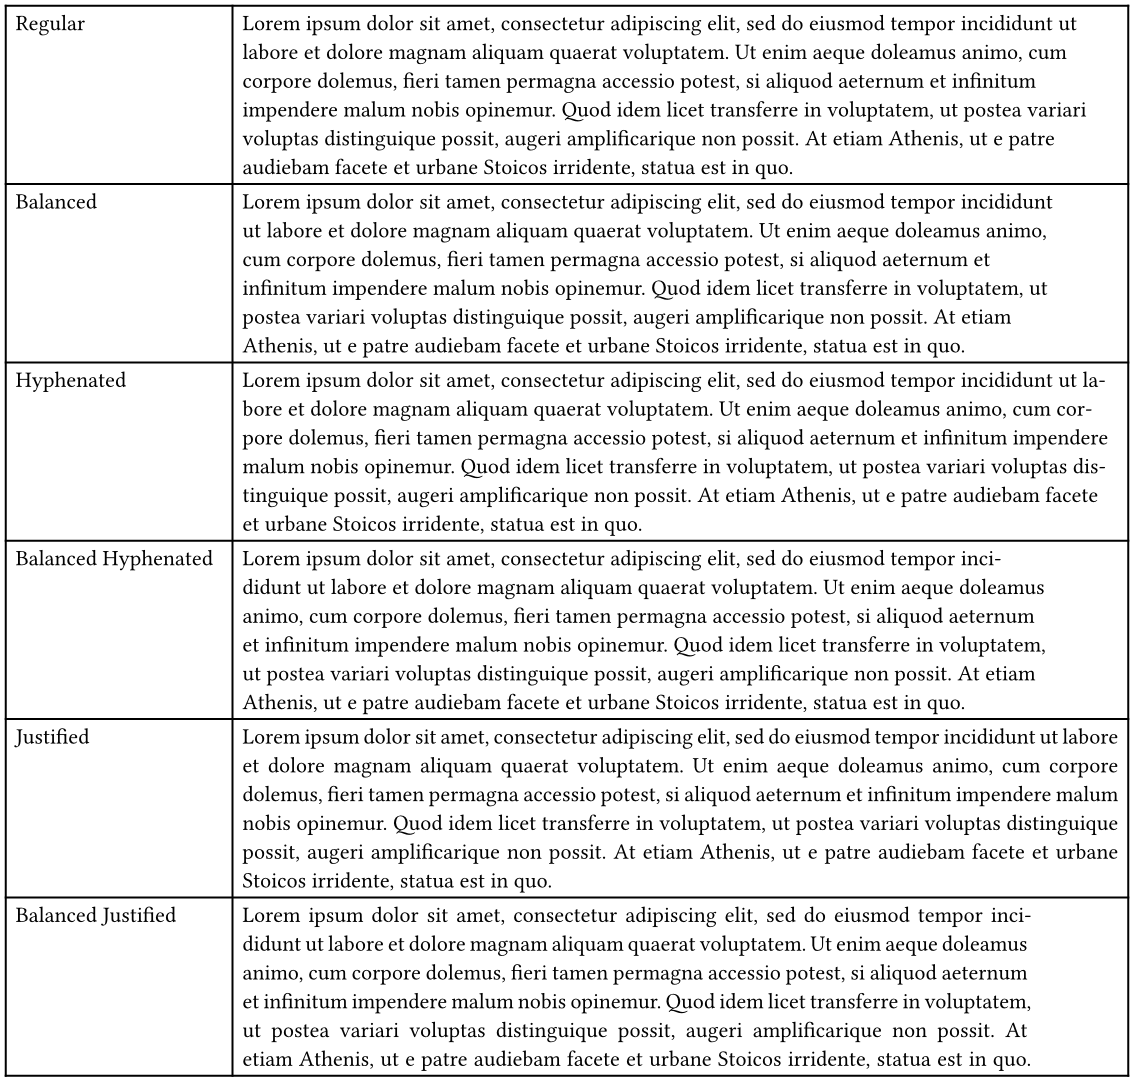 Regular
Lorem ipsum dolor sit amet, consectetur adipiscing elit, sed do eiusmod tempor incididunt ut
labore et dolore magnam aliquam quaerat voluptatem. Ut enim aeque doleamus animo, cum
corpore dolemus, fieri tamen permagna accessio potest, si aliquod aeternum et infinitum
impendere malum nobis opinemur. Quod idem licet transferre in voluptatem, ut postea variari
voluptas distinguique possit, augeri amplificarique non possit. At etiam Athenis, ut e patre
audiebam facete et urbane Stoicos irridente, statua est in quo.
Balanced
Lorem ipsum dolor sit amet, consectetur adipiscing elit, sed do eiusmod tempor incididunt
ut labore et dolore magnam aliquam quaerat voluptatem. Ut enim aeque doleamus animo,
cum corpore dolemus, fieri tamen permagna accessio potest, si aliquod aeternum et
infinitum impendere malum nobis opinemur. Quod idem licet transferre in voluptatem, ut
postea variari voluptas distinguique possit, augeri amplificarique non possit. At etiam
Athenis, ut e patre audiebam facete et urbane Stoicos irridente, statua est in quo.
Hyphenated
Lorem ipsum dolor sit amet, consectetur adipiscing elit, sed do eiusmod tempor incididunt ut la-
bore et dolore magnam aliquam quaerat voluptatem. Ut enim aeque doleamus animo, cum cor-
pore dolemus, fieri tamen permagna accessio potest, si aliquod aeternum et infinitum impendere
malum nobis opinemur. Quod idem licet transferre in voluptatem, ut postea variari voluptas dis-
tinguique possit, augeri amplificarique non possit. At etiam Athenis, ut e patre audiebam facete
et urbane Stoicos irridente, statua est in quo.
Balanced Hyphenated
Lorem ipsum dolor sit amet, consectetur adipiscing elit, sed do eiusmod tempor inci-
didunt ut labore et dolore magnam aliquam quaerat voluptatem. Ut enim aeque doleamus
animo, cum corpore dolemus, fieri tamen permagna accessio potest, si aliquod aeternum
et infinitum impendere malum nobis opinemur. Quod idem licet transferre in voluptatem,
ut postea variari voluptas distinguique possit, augeri amplificarique non possit. At etiam
Athenis, ut e patre audiebam facete et urbane Stoicos irridente, statua est in quo.
Justified
Lorem ipsum dolor sit amet, consectetur adipiscing elit, sed do eiusmod tempor incididunt ut labore
et dolore magnam aliquam quaerat voluptatem. Ut enim aeque doleamus animo, cum corpore
dolemus, fieri tamen permagna accessio potest, si aliquod aeternum et infinitum impendere malum
nobis opinemur. Quod idem licet transferre in voluptatem, ut postea variari voluptas distinguique
possit, augeri amplificarique non possit. At etiam Athenis, ut e patre audiebam facete et urbane
Stoicos irridente, statua est in quo.
Balanced Justified
Lorem ipsum dolor sit amet, consectetur adipiscing elit, sed do eiusmod tempor inci-
didunt ut labore et dolore magnam aliquam quaerat voluptatem. Ut enim aeque doleamus
animo, cum corpore dolemus, fieri tamen permagna accessio potest, si aliquod aeternum
et infinitum impendere malum nobis opinemur. Quod idem licet transferre in voluptatem,
ut postea variari voluptas distinguique possit, augeri amplificarique non possit. At
etiam Athenis, ut e patre audiebam facete et urbane Stoicos irridente, statua est in quo.